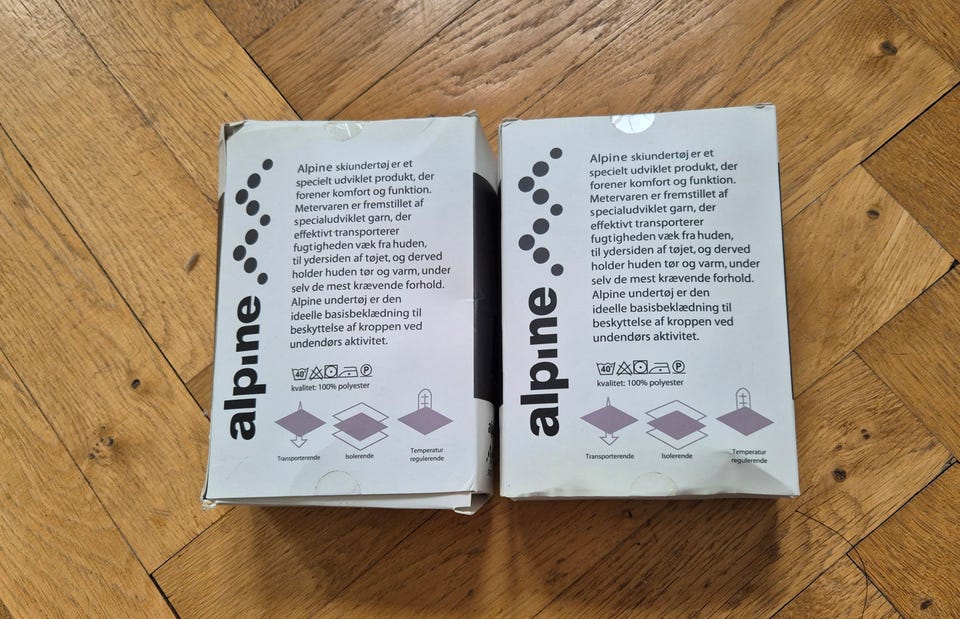 alpine
Alpine skiundertøj er et
specielt udviklet produkt, der
forener komfort og funktion.
Metervaren er fremstillet af
specialudviklet garn, der
effektivt transporterer
fugtigheden væk fra huden,
til ydersiden af tøjet, og derved
holder huden tør og varm, under
selv de mest krævende forhold.
Alpine undertøj er den
ideelle basisbeklædning til
beskyttelse af kroppen ved
undendørs aktivitet.
40
P
kvalitet: 100% polyester
Transporterende
Isolerende
Temperatur
regulerende
alpine
Alpine skiundertøj er et
specielt udviklet produkt, der
forener komfort og funktion.
Metervaren er fremstillet af
specialudviklet garn, der
effektivt transporterer
fugtigheden væk fra huden,
til ydersiden af tøjet, og derved
holder huden tør og varm, under
selv de mest krævende forhold.
Alpine undertøj er den
ideelle basisbeklædning til
beskyttelse af kroppen ved
undendørs aktivitet.
40
P
kvalitet: 100% polyester
Transporterende
Isolerende
Temperatur
regulerende